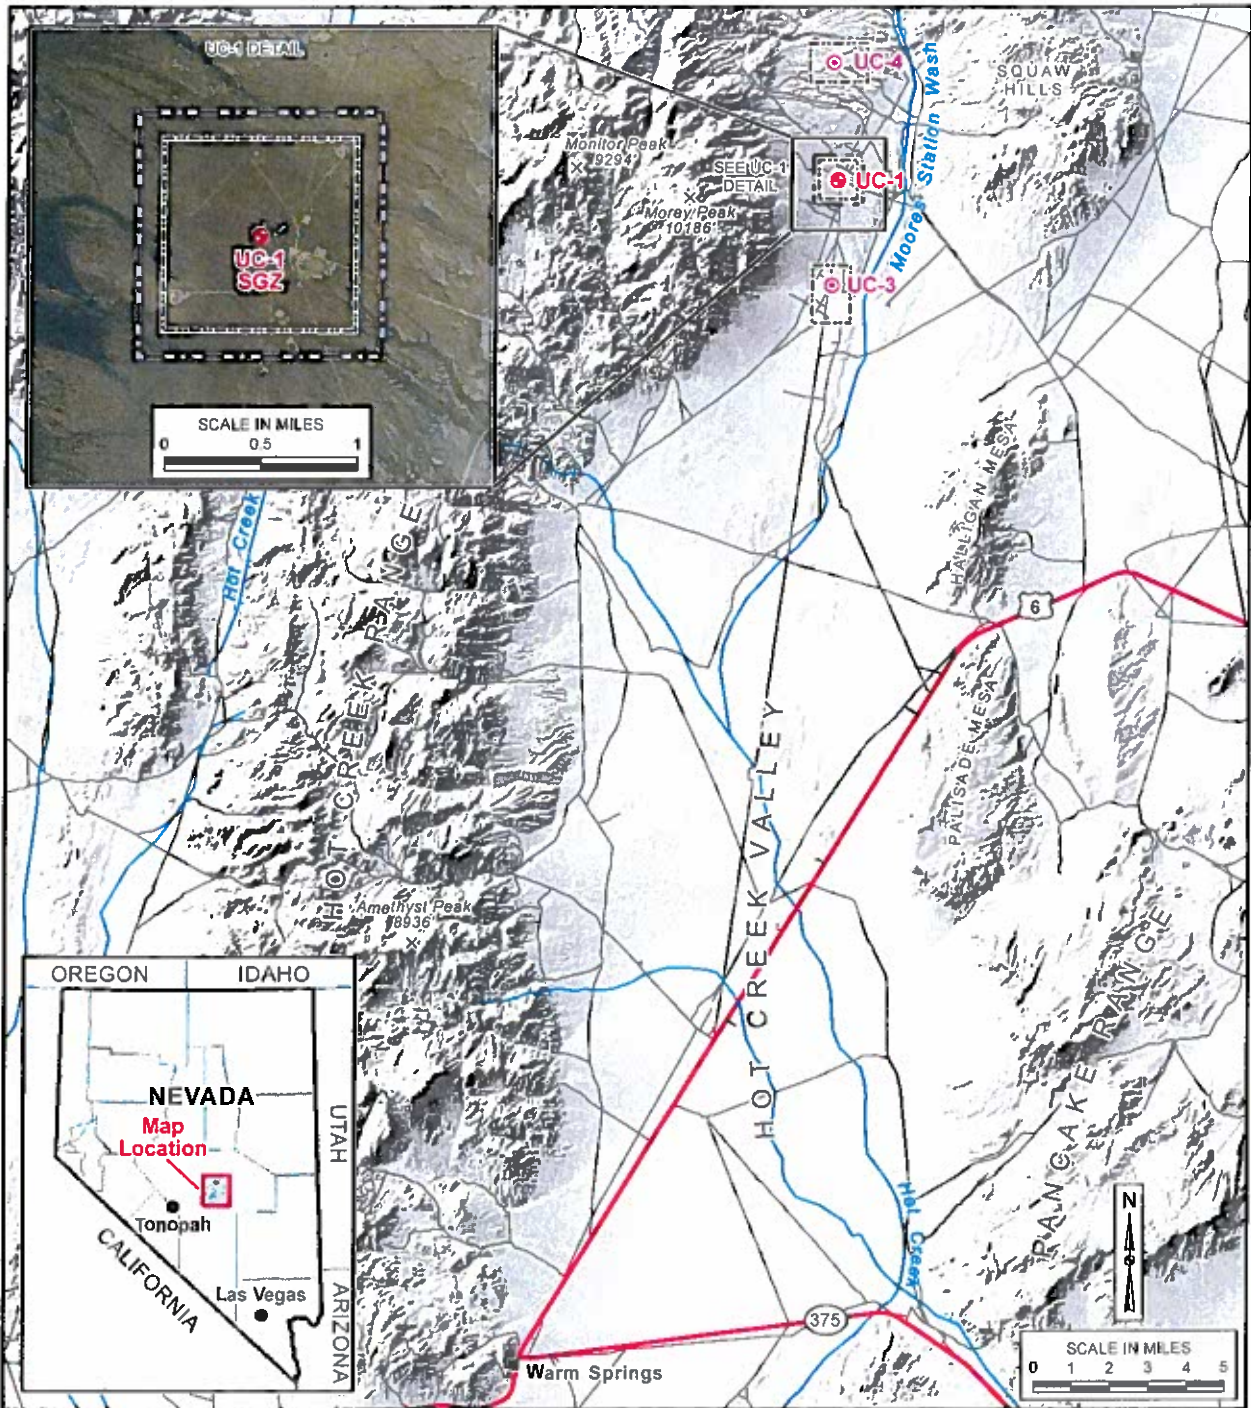 UC-1 DETAIL
UC-1
SGZ
SCALE IN MILES
0 0.5 1
UC-4
Moores Station Wash
SQUAW
HILLS
Monitor Peak
9294'
SEE UC-1
DETAIL
UC-1
Morey Peak
10186'
UC-3
Hot Creek
HOT CREEK RANGE
HALLIGAN MESA
6
PALISADE MESA
HOT CREEK VALLEY
Amethyst Peak
8936'
PANCAKE RANGE
Hot Creek
OREGON IDAHO
NEVADA
Map
Location
UTAH
Tonopah
CALIFORNIA
Las Vegas
ARIZONA
375
Warm Springs
N
SCALE IN MILES
0 1 2 3 4 5